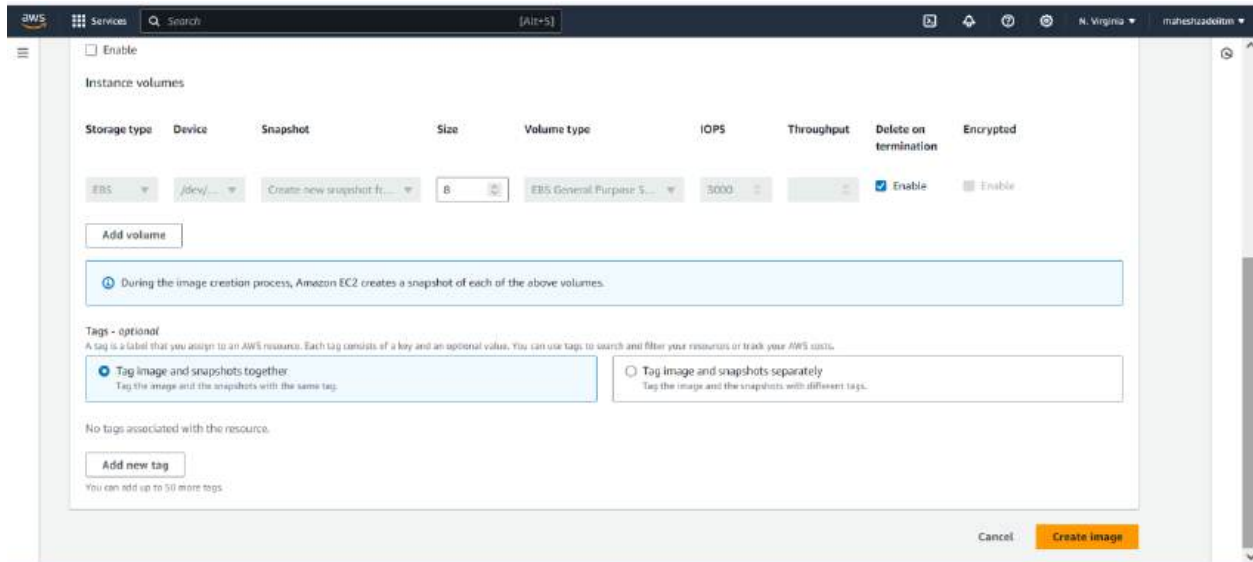 aws Services Search [Alt+S] N. Virginia
Enable
Instance volumes
Storage type Device Snapshot Size Volume type IOPS Throughput Delete on termination Encrypted
EBS /dev/... Create new snapshot fr... 8 EBS General Purpose S... 3000 Enable Enable
Add volume
During the image creation process, Amazon EC2 creates a snapshot of each of the above volumes.
Tags - optional
A tag is a label that you assign to an AWS resource. Each tag consists of a key and an optional value. You can use tags to search and filter your resources or track your AWS costs.
Tag image and snapshots together Tag image and snapshots separately
Tag the image and the snapshots with the same tag. Tag the image and the snapshots with different tags.
No tags associated with the resource.
Add new tag
You can add up to 50 more tags.
Cancel Create image